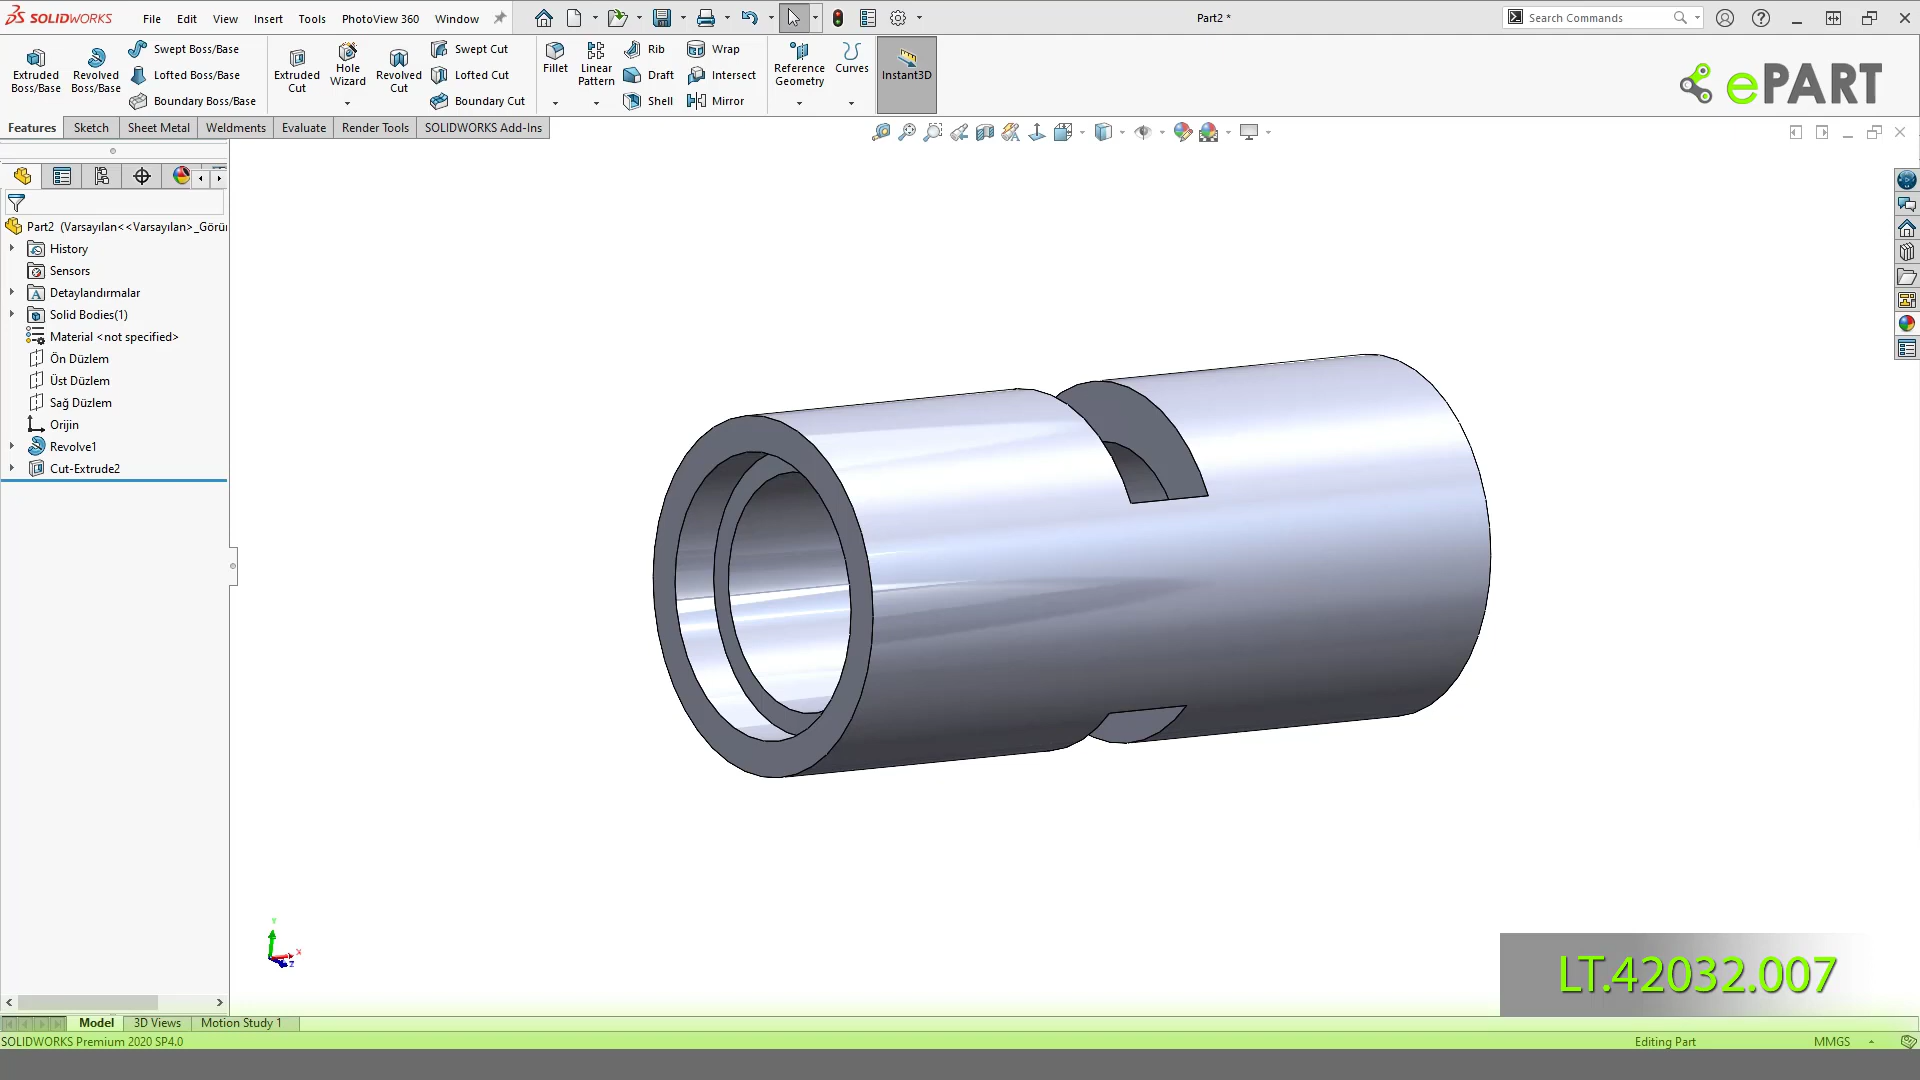 SOLIDWORKS
File
Edit
View
Insert
Tools
PhotoView 360
Window
Part2 *
Search Commands
Extruded Boss/Base
Revolved Boss/Base
Swept Boss/Base
Lofted Boss/Base
Boundary Boss/Base
Extruded Cut
Hole Wizard
Revolved Cut
Swept Cut
Lofted Cut
Boundary Cut
Fillet
Linear Pattern
Rib
Draft
Shell
Wrap
Intersect
Mirror
Reference Geometry
Curves
Instant3D
ePART
Features
Sketch
Sheet Metal
Weldments
Evaluate
Render Tools
SOLIDWORKS Add-Ins
Part2 (Varsayılan<<Varsayılan>_Görü
History
Sensors
Detaylandırmalar
Solid Bodies(1)
Material <not specified>
Ön Düzlem
Üst Düzlem
Sağ Düzlem
Orijin
Revolve1
Cut-Extrude2
Y
X
Z
LT.42032.007
Model
3D Views
Motion Study 1
SOLIDWORKS Premium 2020 SP4.0
Editing Part
MMGS